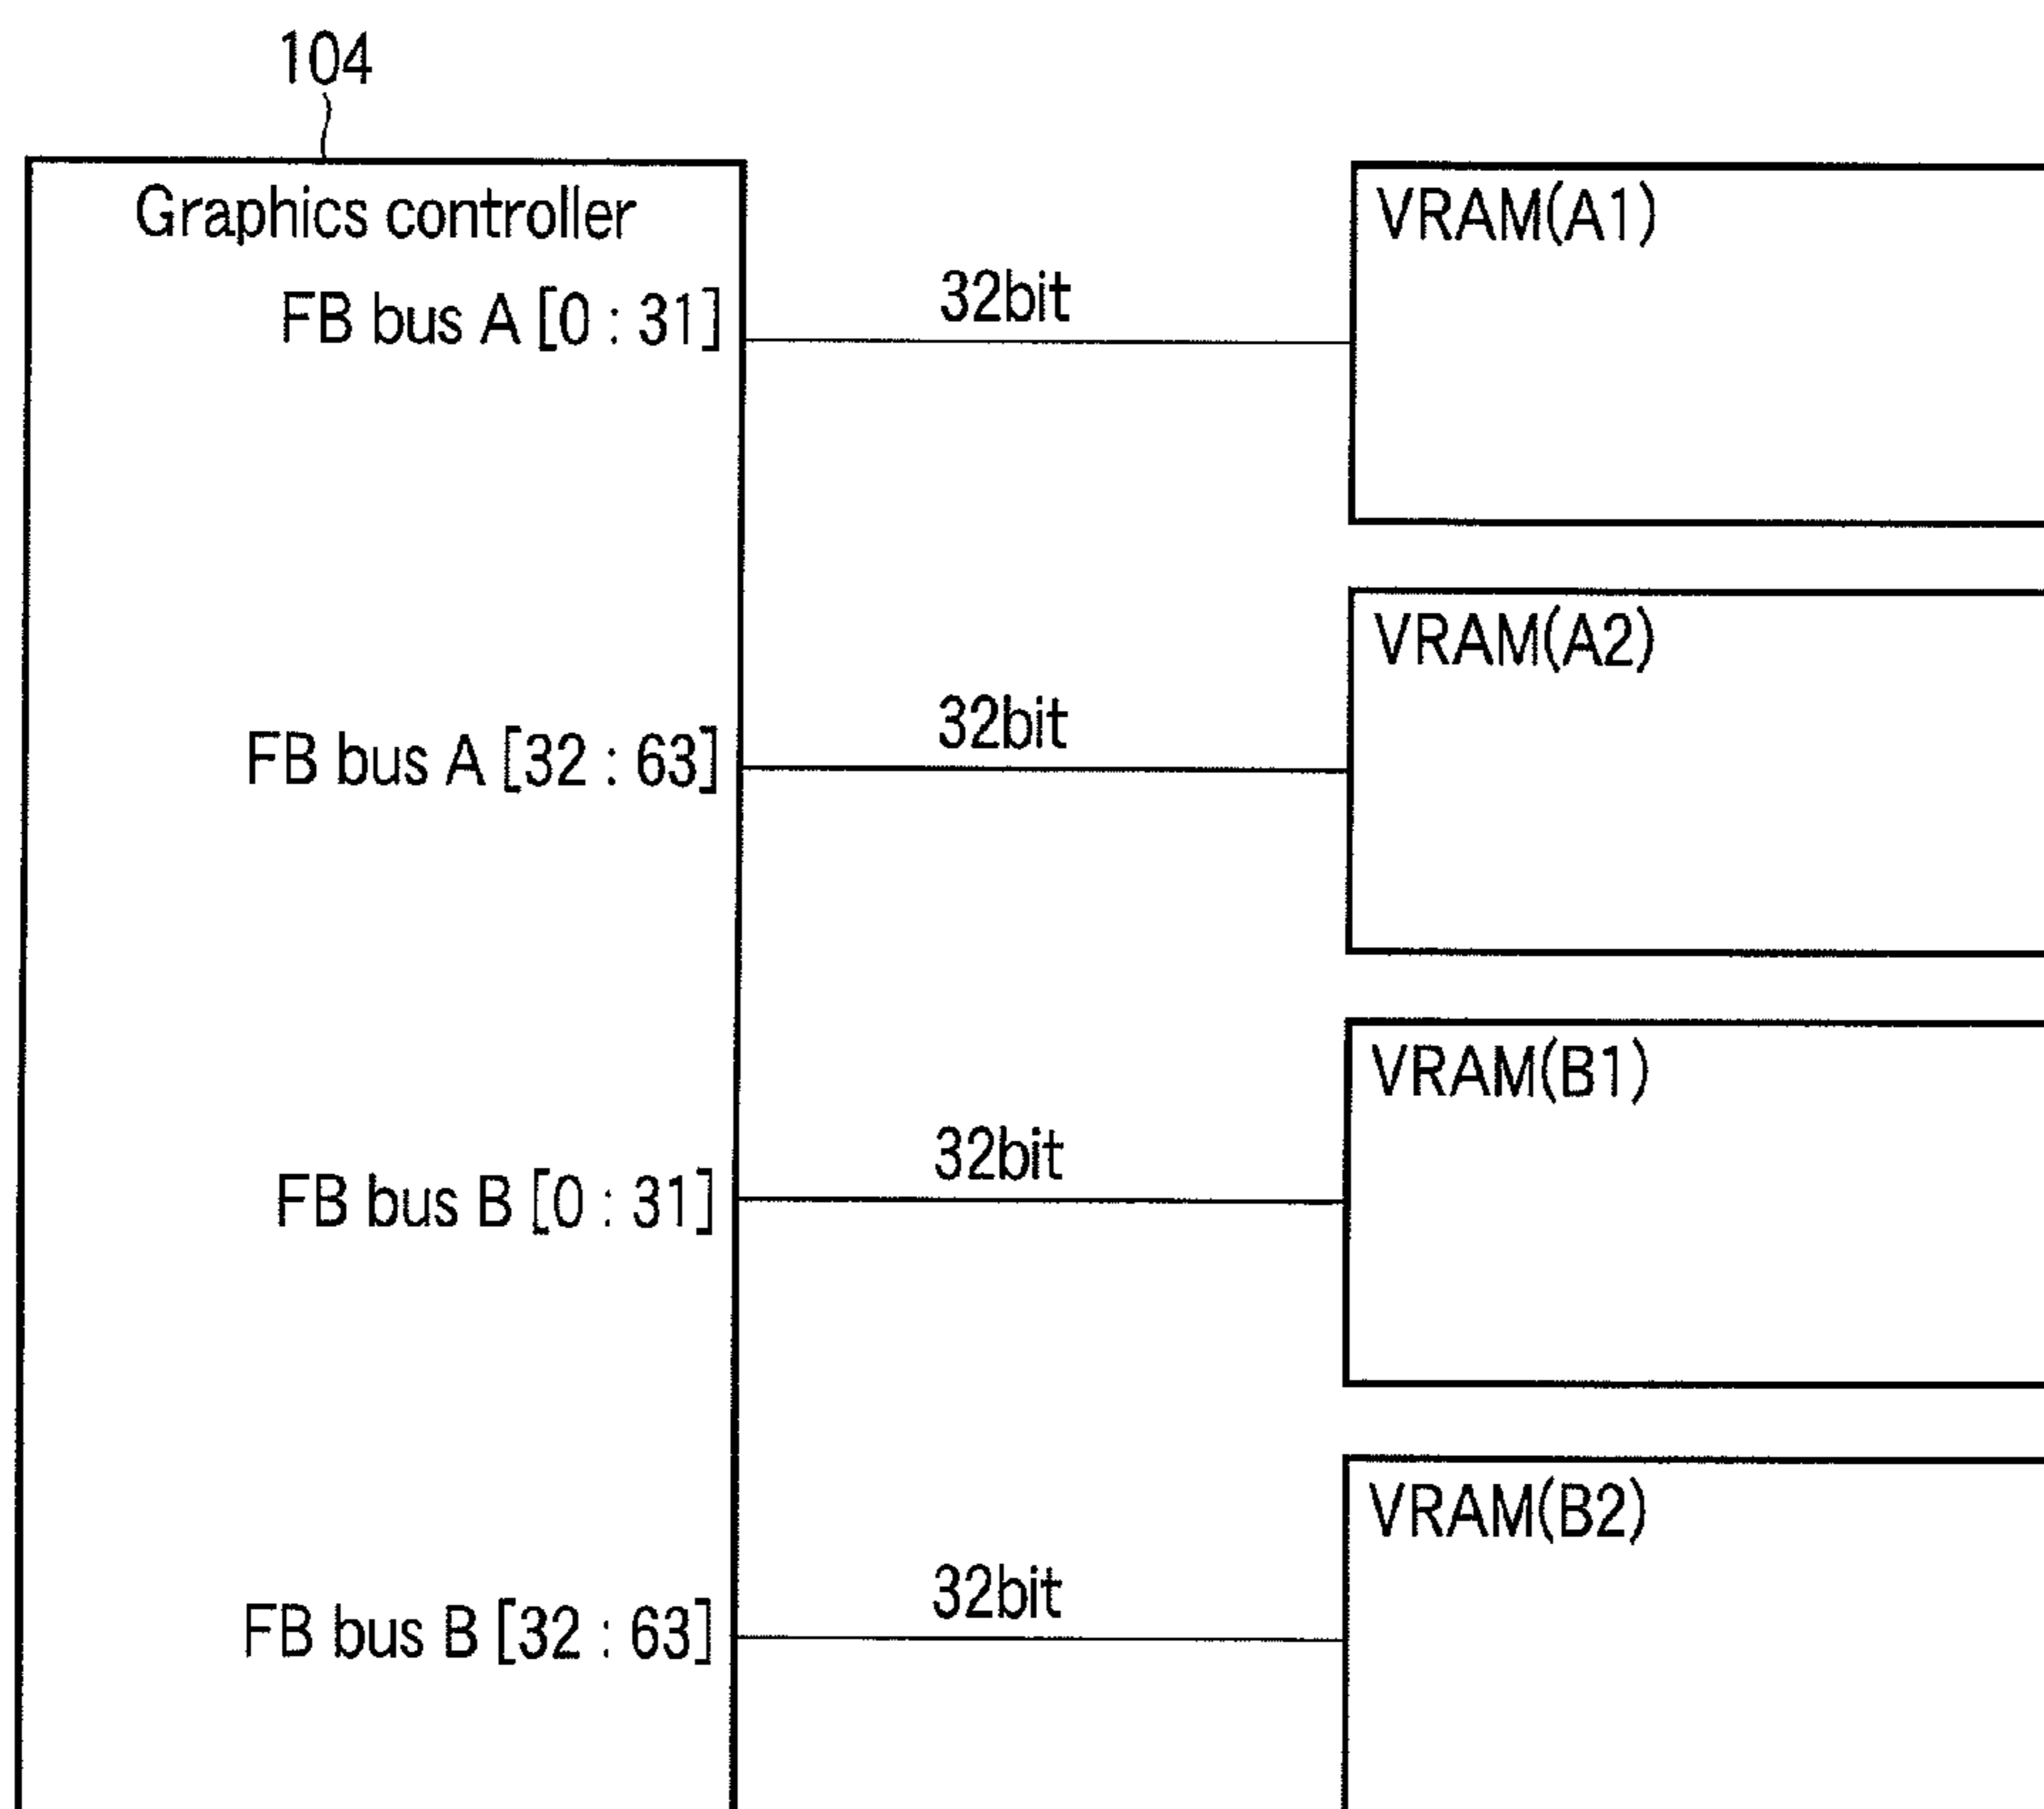 104
Graphics controller
VRAM(A1)
FB bus A [0 : 31]
32bit
VRAM(A2)
FB bus A [32 : 63]
32bit
VRAM(B1)
FB bus B [0 : 31]
32bit
VRAM(B2)
FB bus B [32 : 63]
32bit